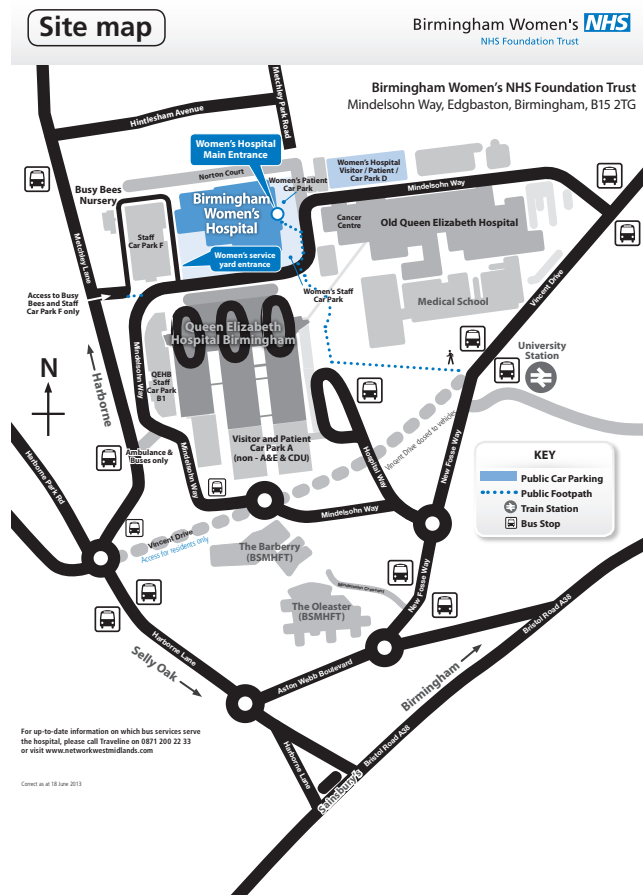 Site map
Birmingham Women's NHS
NHS Foundation Trust
Birmingham Women's NHS Foundation Trust
Mindelsohn Way, Edgbaston, Birmingham, B15 2TG
Metchley Park Road
Hintlesham Avenue
Women's Hospital
Main Entrance
Women's Hospital
Visitor / Patient /
Car Park D
Norton Court
Women's Patient
Car Park
Mindelsohn Way
Busy Bees
Nursery
Birmingham
Women's
Hospital
Cancer
Centre
Old Queen Elizabeth Hospital
Staff
Car Park F
Metchley Lane
Women's service
yard entrance
Women's Staff
Car Park
Vincent Drive
Access to Busy
Bees and Staff
Car Park F only
Medical School
Queen Elizabeth
Hospital Birmingham
University
Station
N
Harborne
Mindelsohn Way
QEHB
Staff
Car Park
B1
Harborne Park Rd
Ambulance &
Buses only
Visitor and Patient
Car Park A
(non - A&E & CDU)
Mindelsohn Way
Hospital Way
Vincent Drive closed to vehicles
New Fosse Way
KEY
Public Car Parking
Public Footpath
Train Station
Bus Stop
Mindelsohn Way
Vincent Drive
Access for residents only
The Barberry
(BSMHFT)
Mindelsohn Crescent
The Oleaster
(BSMHFT)
New Fosse Way
Bristol Road A38
Harborne Lane
Selly Oak
Aston Webb Boulevard
Birmingham
Bristol Road A38
Harborne Lane
Sainsbury's
For up-to-date information on which bus services serve
the hospital, please call Traveline on 0871 200 22 33
or visit www.networkwestmidlands.com
Correct as at 18 June 2013